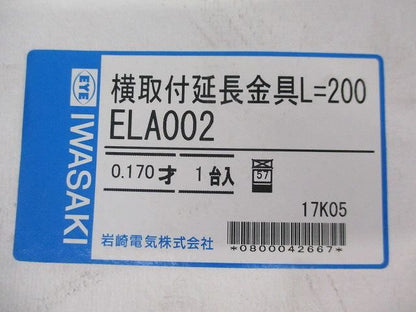 EYE
IWASAKI
横取付延長金具L=200
ELA002
0.170才 1台入
57
17K05
岩崎電気株式会社
*0800042667*